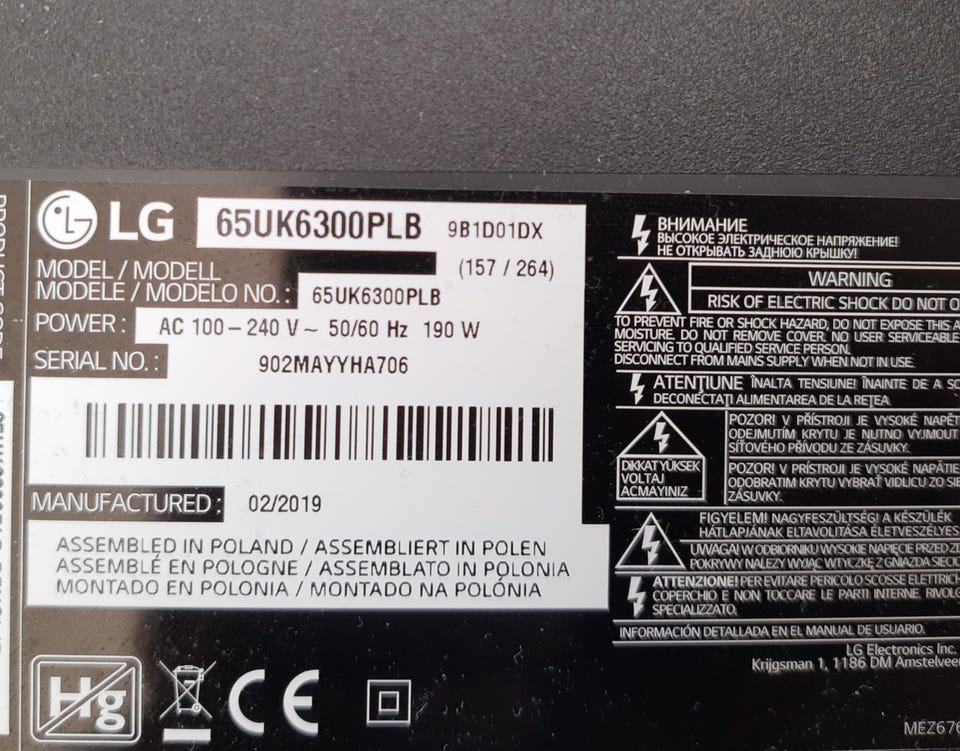 LG 65UK6300PLB 9B1D01DX
MODEL / MODELL (157 / 264)
MODÈLE / MODELO NO.: 65UK6300PLB
POWER: AC 100 – 240 V ~ 50/60 Hz 190 W
SERIAL NO.: 902MAYYHA706
MANUFACTURED: 02/2019
ASSEMBLED IN POLAND / ASSEMBLIERT IN POLEN
ASSEMBLÉ EN POLOGNE / ASSEMBLATO IN POLONIA
MONTADO EN POLONIA / MONTADO NA POLÓNIA
Hg
CE
ВНИМАНИЕ
ВЫСОКОЕ ЭЛЕКТРИЧЕСКОЕ НАПРЯЖЕНИЕ!
НЕ ОТКРЫВАТЬ ЗАДНЮЮ КРЫШКУ!
WARNING
RISK OF ELECTRIC SHOCK DO NOT
TO PREVENT FIRE OR SHOCK HAZARD, DO NOT EXPOSE THIS
MOISTURE. DO NOT REMOVE COVER. NO USER SERVICEABLE
SERVICING TO QUALIFIED SERVICE PERSON.
DISCONNECT FROM MAINS SUPPLY WHEN NOT IN USE.
ATENȚIUNE ÎNALTA TENSIUNE! ÎNAINTE DE A
DECONECTAȚI ALIMENTAREA DE LA REȚEA
DIKKAT YÜKSEK
VOLTAJ
AÇMAYINIZ
POZOR! V PŘÍSTROJI JE VYSOKÉ
ODEJMUTÍM KRYTU JE NUTNO VYJMOUT
SÍŤOVÉHO PŘÍVODU ZE ZÁSUVKY.
POZOR! V PRÍSTROJI JE VYSOKÉ NAPÄTIE
ODOBRATIM KRYTU VYBRAŤ VIDLICU ZO
ZÁSUVKY.
FIGYELEM! NAGYFESZÜLTSÉG! A KÉSZÜLÉK
HÁTLAPJÁNAK ELTAVOLITÁSA ÉLETVESZÉLYES
UWAGA! W ODBIORNIKU WYSOKIE NAPIĘCIE PRZED
POKRYWY NALEŻY WYJĄĆ WTYCZKĘ Z GNIAZDA
ATTENZIONE! PER EVITARE PERICOLO SCOSSE
COPERCHIO E NON TOCCARE LE PARTI INTERNE.
SPECIALIZZATO.
INFORMACIÓN DETALLADA EN EL MANUAL DE USUARIO.
LG Electronics Inc.
Krijgsman 1, 1186 DM